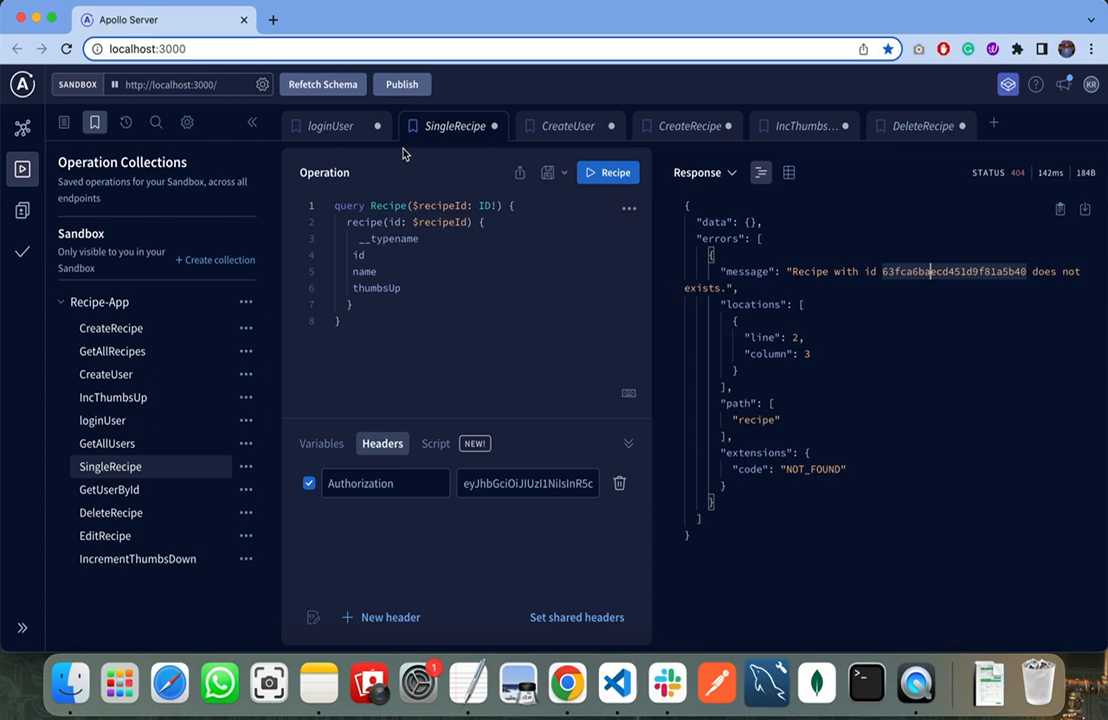 Apollo Server
localhost:3000
SANDBOX http://localhost:3000/ Refetch Schema Publish KR
loginUser SingleRecipe CreateUser CreateRecipe IncThumbs... DeleteRecipe
Operation Collections
Saved operations for your Sandbox, across all
endpoints
Sandbox
Only visible to you in your
Sandbox
+ Create collection
Recipe-App
CreateRecipe
GetAllRecipes
CreateUser
IncThumbsUp
loginUser
GetAllUsers
SingleRecipe
GetUserById
DeleteRecipe
EditRecipe
IncrementThumbsDown
Operation Recipe
1 query Recipe($recipeId: ID!) {
2 recipe(id: $recipeId) {
3 __typename
4 id
5 name
6 thumbsUp
7 }
8 }
Variables Headers Script NEW!
Authorization eyJhbGciOiJIUzI1NiIsInR5c
+ New header Set shared headers
Response STATUS 404 142ms 184B
{
"data": {},
"errors": [
{
"message": "Recipe with id 63fca6baecd451d9f81a5b40 does not
exists.",
"locations": [
{
"line": 2,
"column": 3
}
],
"path": [
"recipe"
],
"extensions": {
"code": "NOT_FOUND"
}
}
]
}
1